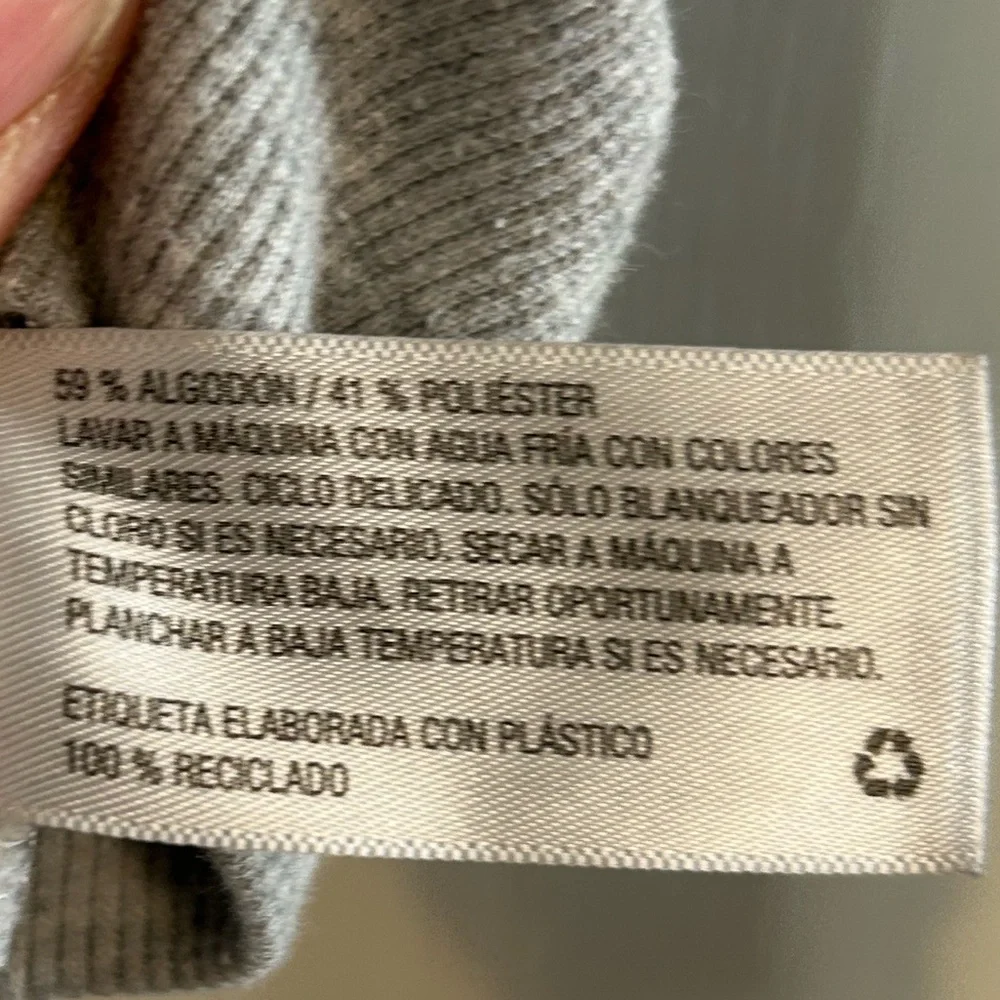 59 % ALGODÓN / 41 % POLIÉSTER
LAVAR A MÁQUINA CON AGUA FRÍA CON COLORES
SIMILARES. CICLO DELICADO. SÓLO BLANQUEADOR SIN
CLORO SI ES NECESARIO. SECAR A MÁQUINA A
TEMPERATURA BAJA. RETIRAR OPORTUNAMENTE.
PLANCHAR A BAJA TEMPERATURA SI ES NECESARIO.
ETIQUETA ELABORADA CON PLÁSTICO
100 % RECICLADO